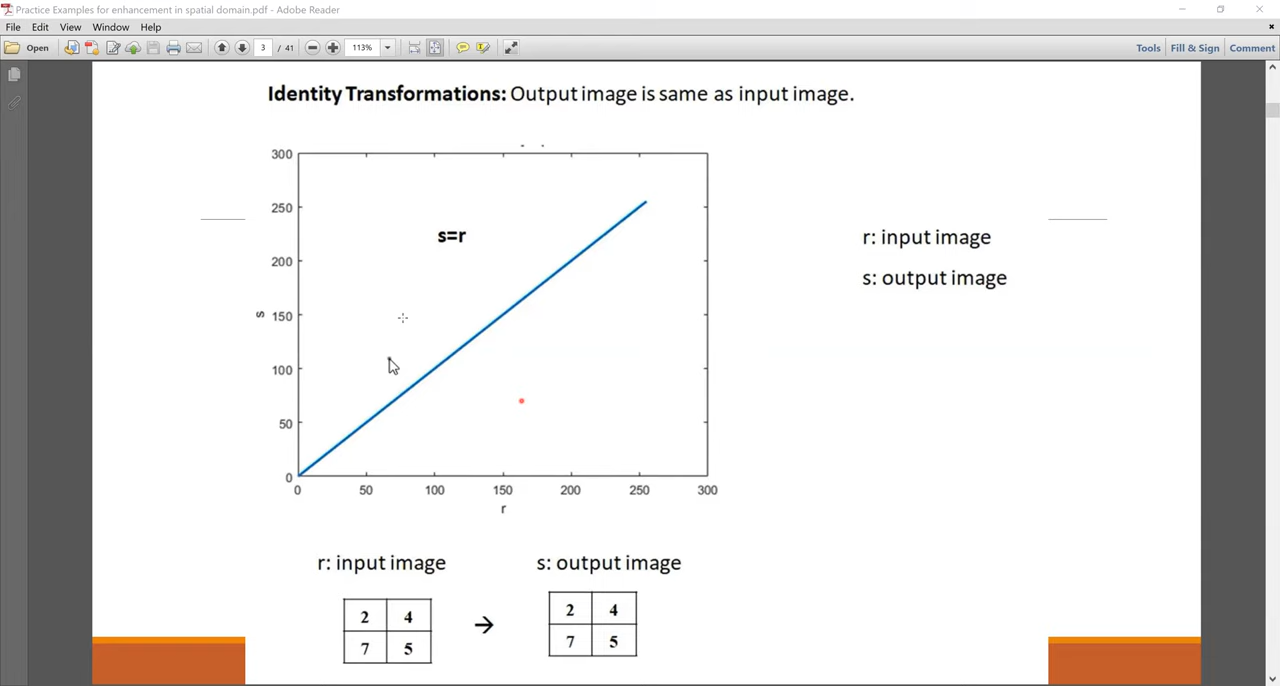 Practice Examples for enhancement in spatial domain.pdf - Adobe Reader
File Edit View Window Help
Open 3 / 41 113% Tools Fill & Sign Comment
Identity Transformations: Output image is same as input image.
300
250
200
150
100
50
0
s
s=r
0 50 100 150 200 250 300
r
r: input image
s: output image
r: input image s: output image
2 4 → 2 4
7 5 7 5